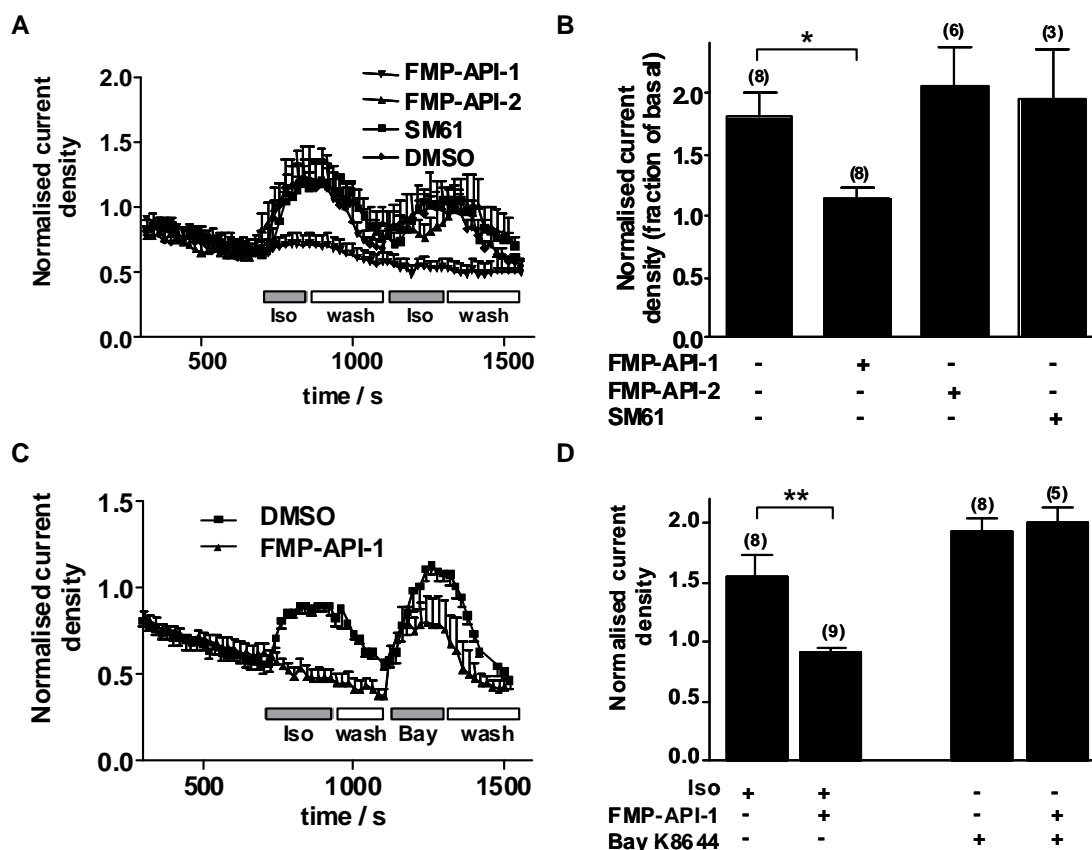 A
Normalised current
density
1.5
1.0
0.5
0.0
FMP-API-1
FMP-API-2
SM61
DMSO
Iso
wash
Iso
wash
500
1000
1500
time / s
B
Normalised current
density (fraction of basal)
2.0
1.5
1.0
0.5
0.0
(8)
*
(8)
(6)
(3)
FMP-API-1 - + - -
FMP-API-2 - - + -
SM61 - - - +
C
Normalised current
density
1.5
1.0
0.5
0.0
DMSO
FMP-API-1
Iso
wash
Bay
wash
500
1000
1500
time / s
D
Normalised current
density
2.0
1.5
1.0
0.5
0.0
(8)
**
(9)
(8)
(5)
Iso + + - -
FMP-API-1 - + - +
Bay K8644 - - + +